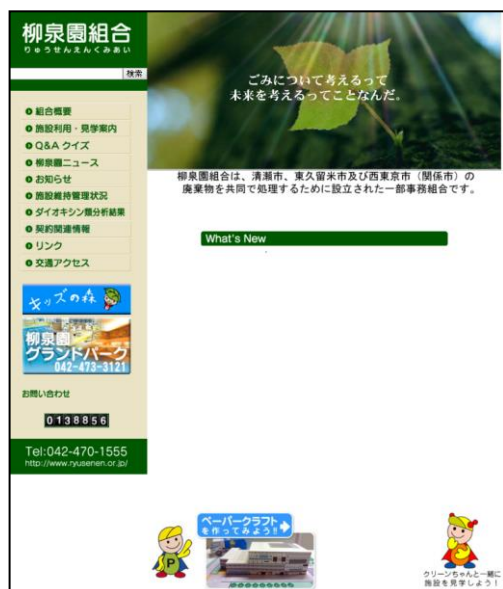 柳泉園組合
りゅうせんえんくみあい
検索
ごみについて考えるって
未来を考えるってことなんだ。
組合概要
施設利用・見学案内
Q&A クイズ
柳泉園ニュース
お知らせ
施設維持管理状況
ダイオキシン類分析結果
契約関連情報
リンク
交通アクセス
柳泉園組合は、清瀬市、東久留米市及び西東京市（関係市）の
廃棄物を共同で処理するために設立された一部事務組合です。
What's New
キッズの森
柳泉園
グランドパーク
042-473-3121
お問い合わせ
0138856
Tel:042-470-1555
http://www.ryusenen.or.jp/
ペーパークラフト
を作ってみよう!!
P
クリーンちゃんと一緒に
施設を見学しよう！